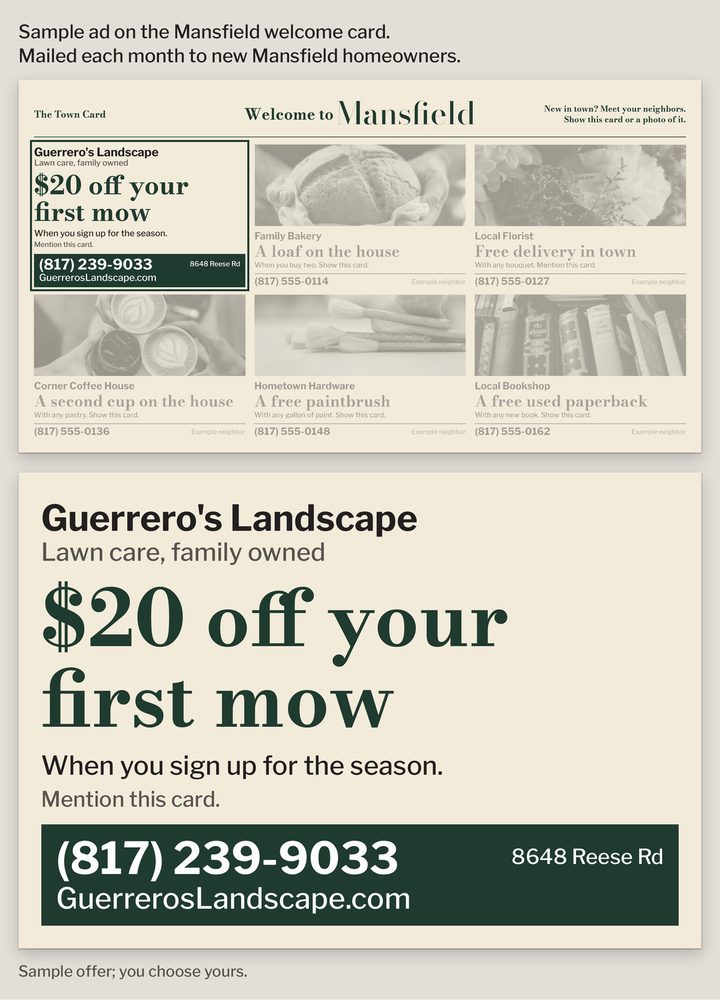 Sample ad on the Mansfield welcome card.
Mailed each month to new Mansfield homeowners.
The Town Card
Welcome to Mansfield
New in town? Meet your neighbors.
Show this card or a photo of it.
Guerrero's Landscape
Lawn care, family owned
$20 off your
first mow
When you sign up for the season.
Mention this card.
(817) 239-9033
8648 Reese Rd
GuerrerosLandscape.com
Family Bakery
A loaf on the house
When you buy two. Show this card.
(817) 555-0114
Example neighbor
Local Florist
Free delivery in town
With any bouquet. Mention this card.
(817) 555-0127
Example neighbor
Corner Coffee House
A second cup on the house
With any pastry. Show this card.
(817) 555-0136
Example neighbor
Hometown Hardware
A free paintbrush
With any gallon of paint. Show this card.
(817) 555-0148
Example neighbor
Local Bookshop
A free used paperback
With any new book. Show this card.
(817) 555-0162
Example neighbor
Guerrero's Landscape
Lawn care, family owned
$20 off your
first mow
When you sign up for the season.
Mention this card.
(817) 239-9033
8648 Reese Rd
GuerrerosLandscape.com
Sample offer; you choose yours.